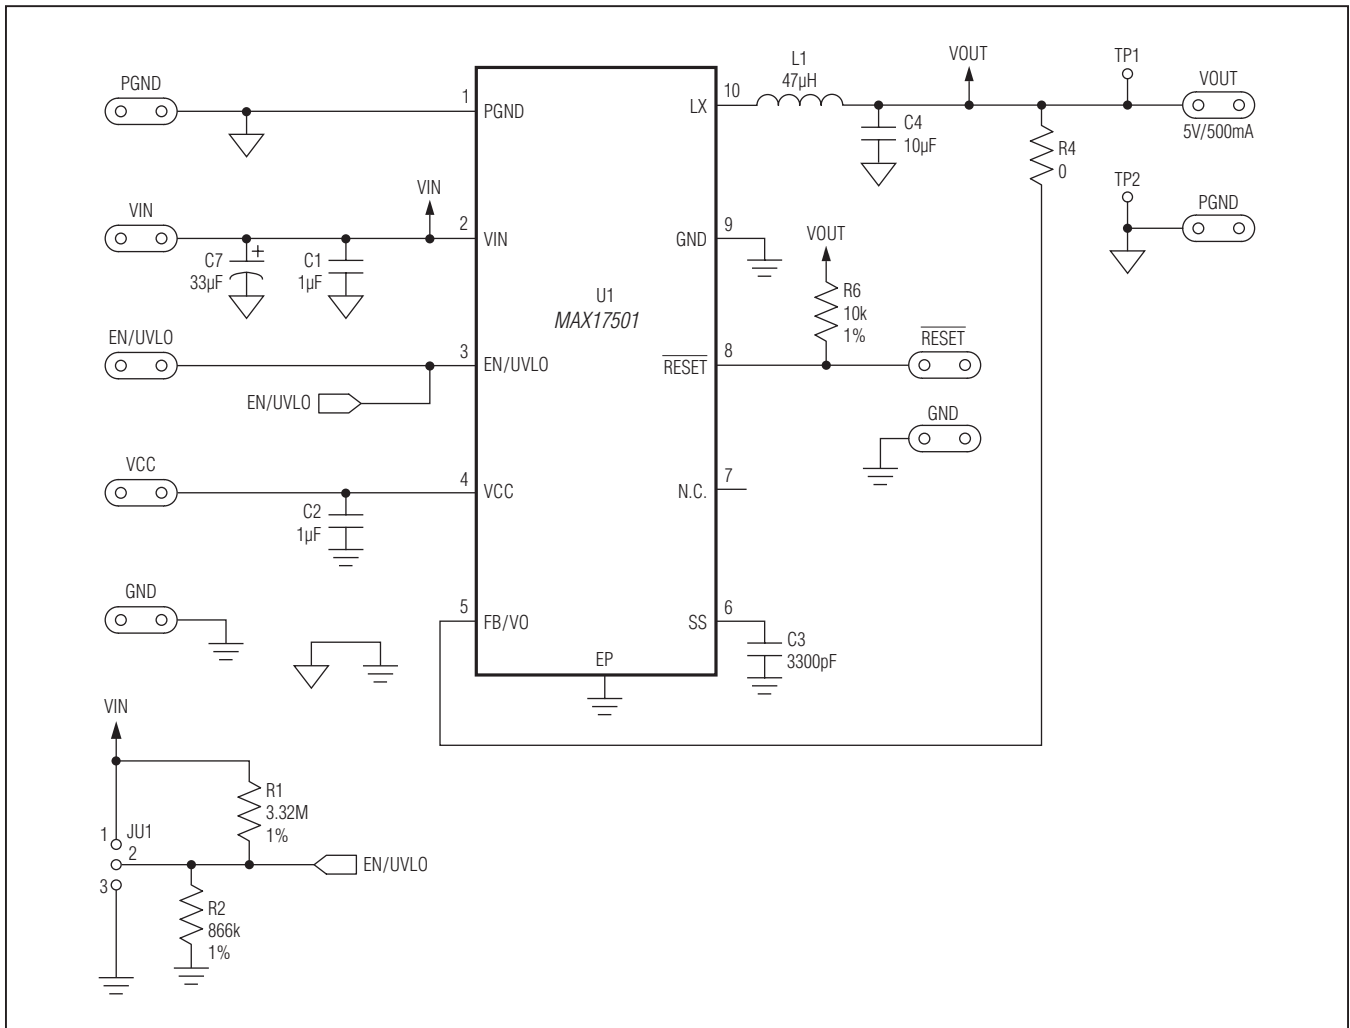 PGND
1
PGND
VIN
VIN
2
VIN
C7
33µF
+
C1
1µF
EN/UVLO
3
EN/UVLO
EN/UVLO
VCC
4
VCC
C2
1µF
GND
5
FB/VO
U1
MAX17501
EP
LX
10
L1
47µH
C4
10µF
VOUT
R4
0
TP1
VOUT
5V/500mA
TP2
PGND
GND
9
VOUT
R6
10k
1%
RESET
8
RESET
GND
N.C.
7
SS
6
C3
3300pF
VIN
R1
3.32M
1%
1
JU1
2
3
EN/UVLO
R2
866k
1%